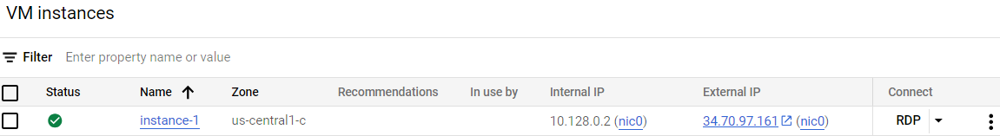 VM instances
Filter Enter property name or value
Status Name Zone Recommendations In use by Internal IP External IP Connect
instance-1 us-central1-c 10.128.0.2 (nic0) 34.70.97.161 (nic0) RDP